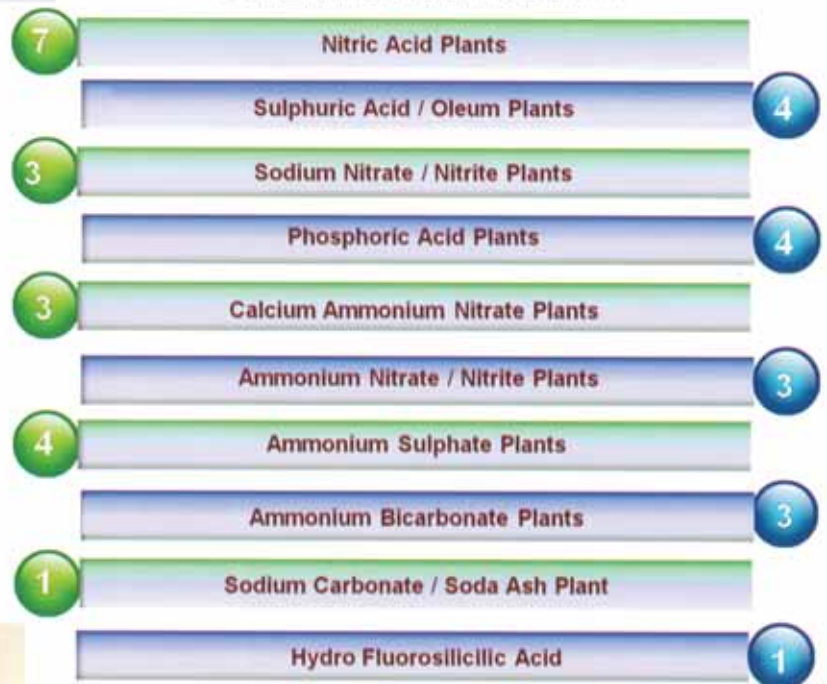 7 Nitric Acid Plants
Sulphuric Acid / Oleum Plants 4
3 Sodium Nitrate / Nitrite Plants
Phosphoric Acid Plants 4
3 Calcium Ammonium Nitrate Plants
Ammonium Nitrate / Nitrite Plants 3
4 Ammonium Sulphate Plants
Ammonium Bicarbonate Plants 3
1 Sodium Carbonate / Soda Ash Plant
Hydro Fluorosilicilic Acid 1